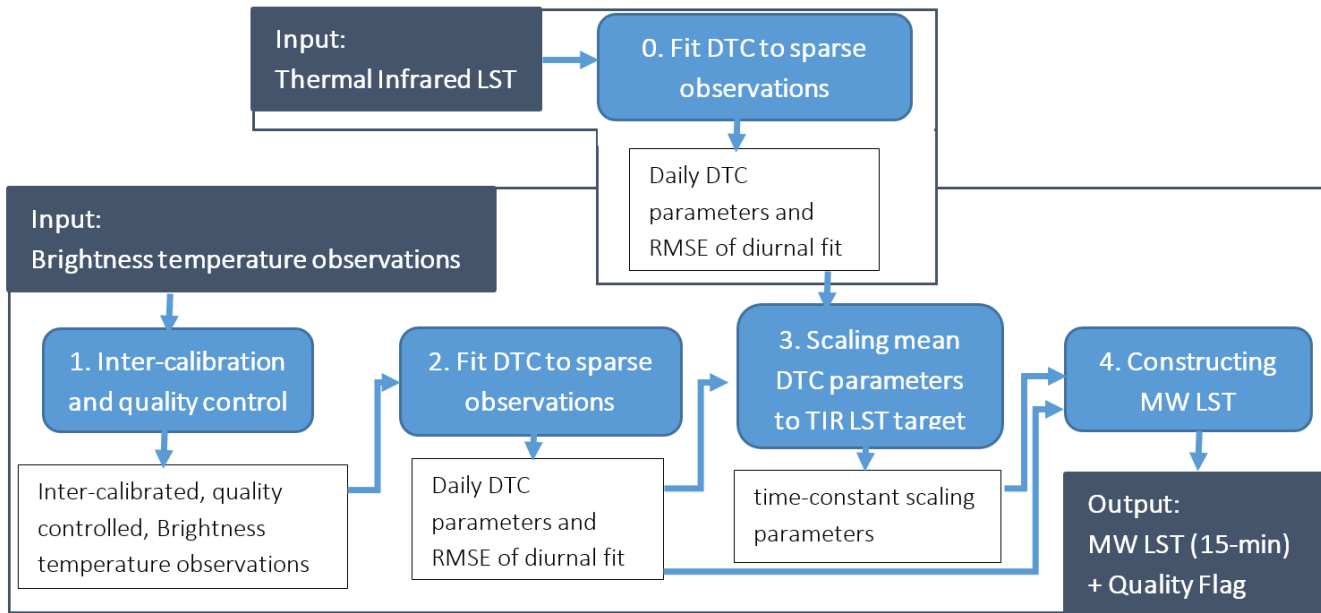 Input:
Thermal Infrared LST
0. Fit DTC to sparse
observations
Daily DTC
parameters and
RMSE of diurnal fit
Input:
Brightness temperature observations
1. Inter-calibration
and quality control
Inter-calibrated, quality
controlled, Brightness
temperature observations
2. Fit DTC to sparse
observations
Daily DTC
parameters and
RMSE of diurnal fit
3. Scaling mean
DTC parameters
to TIR LST target
time-constant scaling
parameters
4. Constructing
MW LST
Output:
MW LST (15-min)
+ Quality Flag